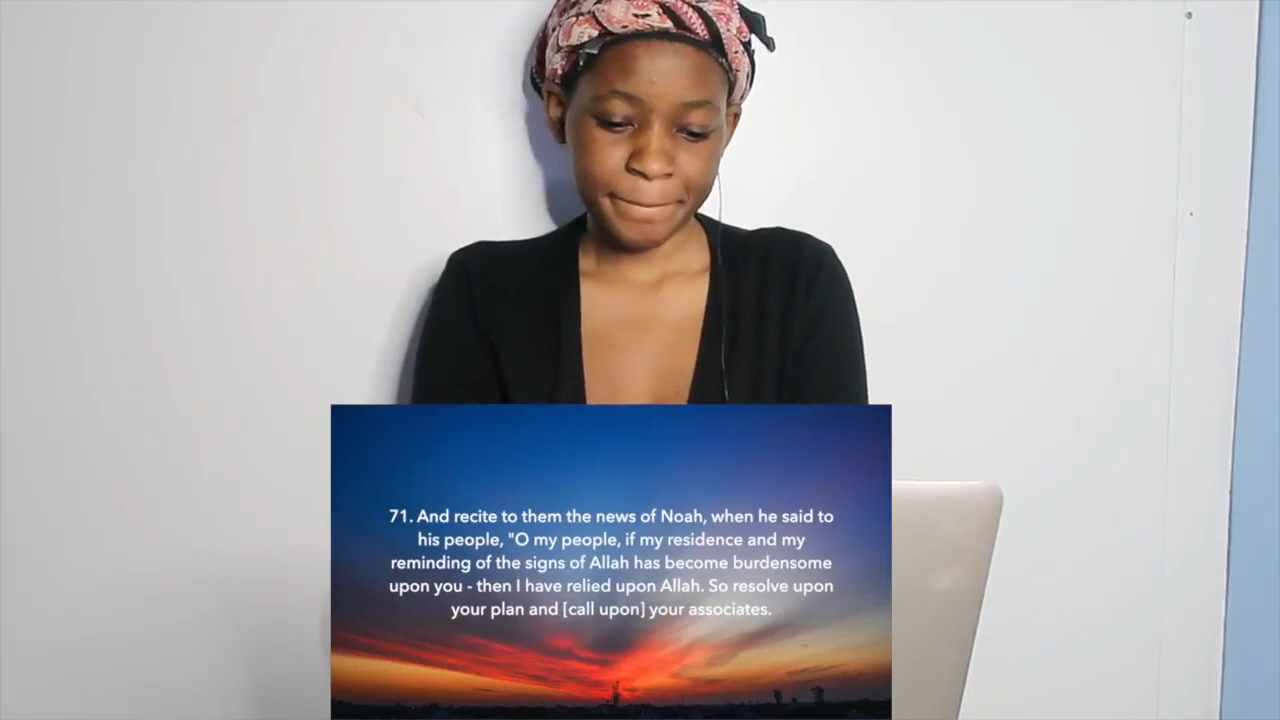 71. And recite to them the news of Noah, when he said to
his people, "O my people, if my residence and my
reminding of the signs of Allah has become burdensome
upon you - then I have relied upon Allah. So resolve upon
your plan and [call upon] your associates.